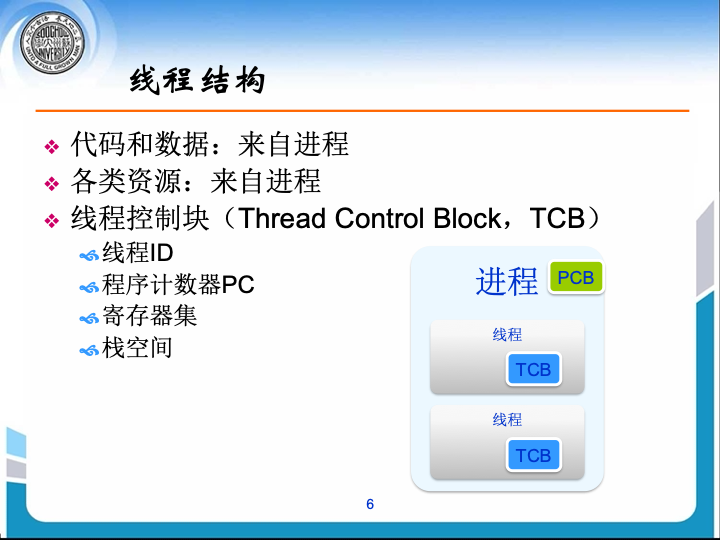 线程结构
代码和数据：来自进程
各类资源：来自进程
线程控制块（Thread Control Block，TCB）
线程ID
程序计数器PC
寄存器集
栈空间
进程
PCB
线程
TCB
线程
TCB
6